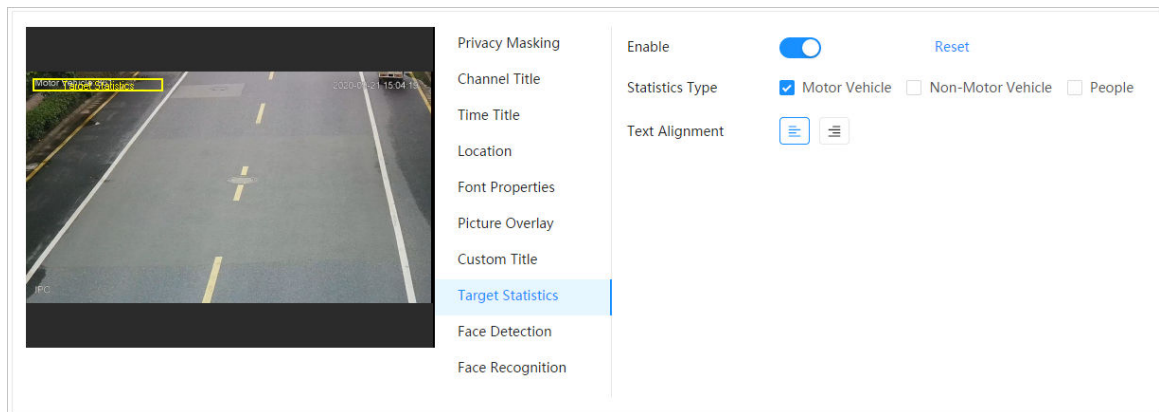 Target Statistics
2020-09-21 15:04:19
IPC
Privacy Masking
Channel Title
Time Title
Location
Font Properties
Picture Overlay
Custom Title
Target Statistics
Face Detection
Face Recognition
Enable Reset
Statistics Type Motor Vehicle Non-Motor Vehicle People
Text Alignment